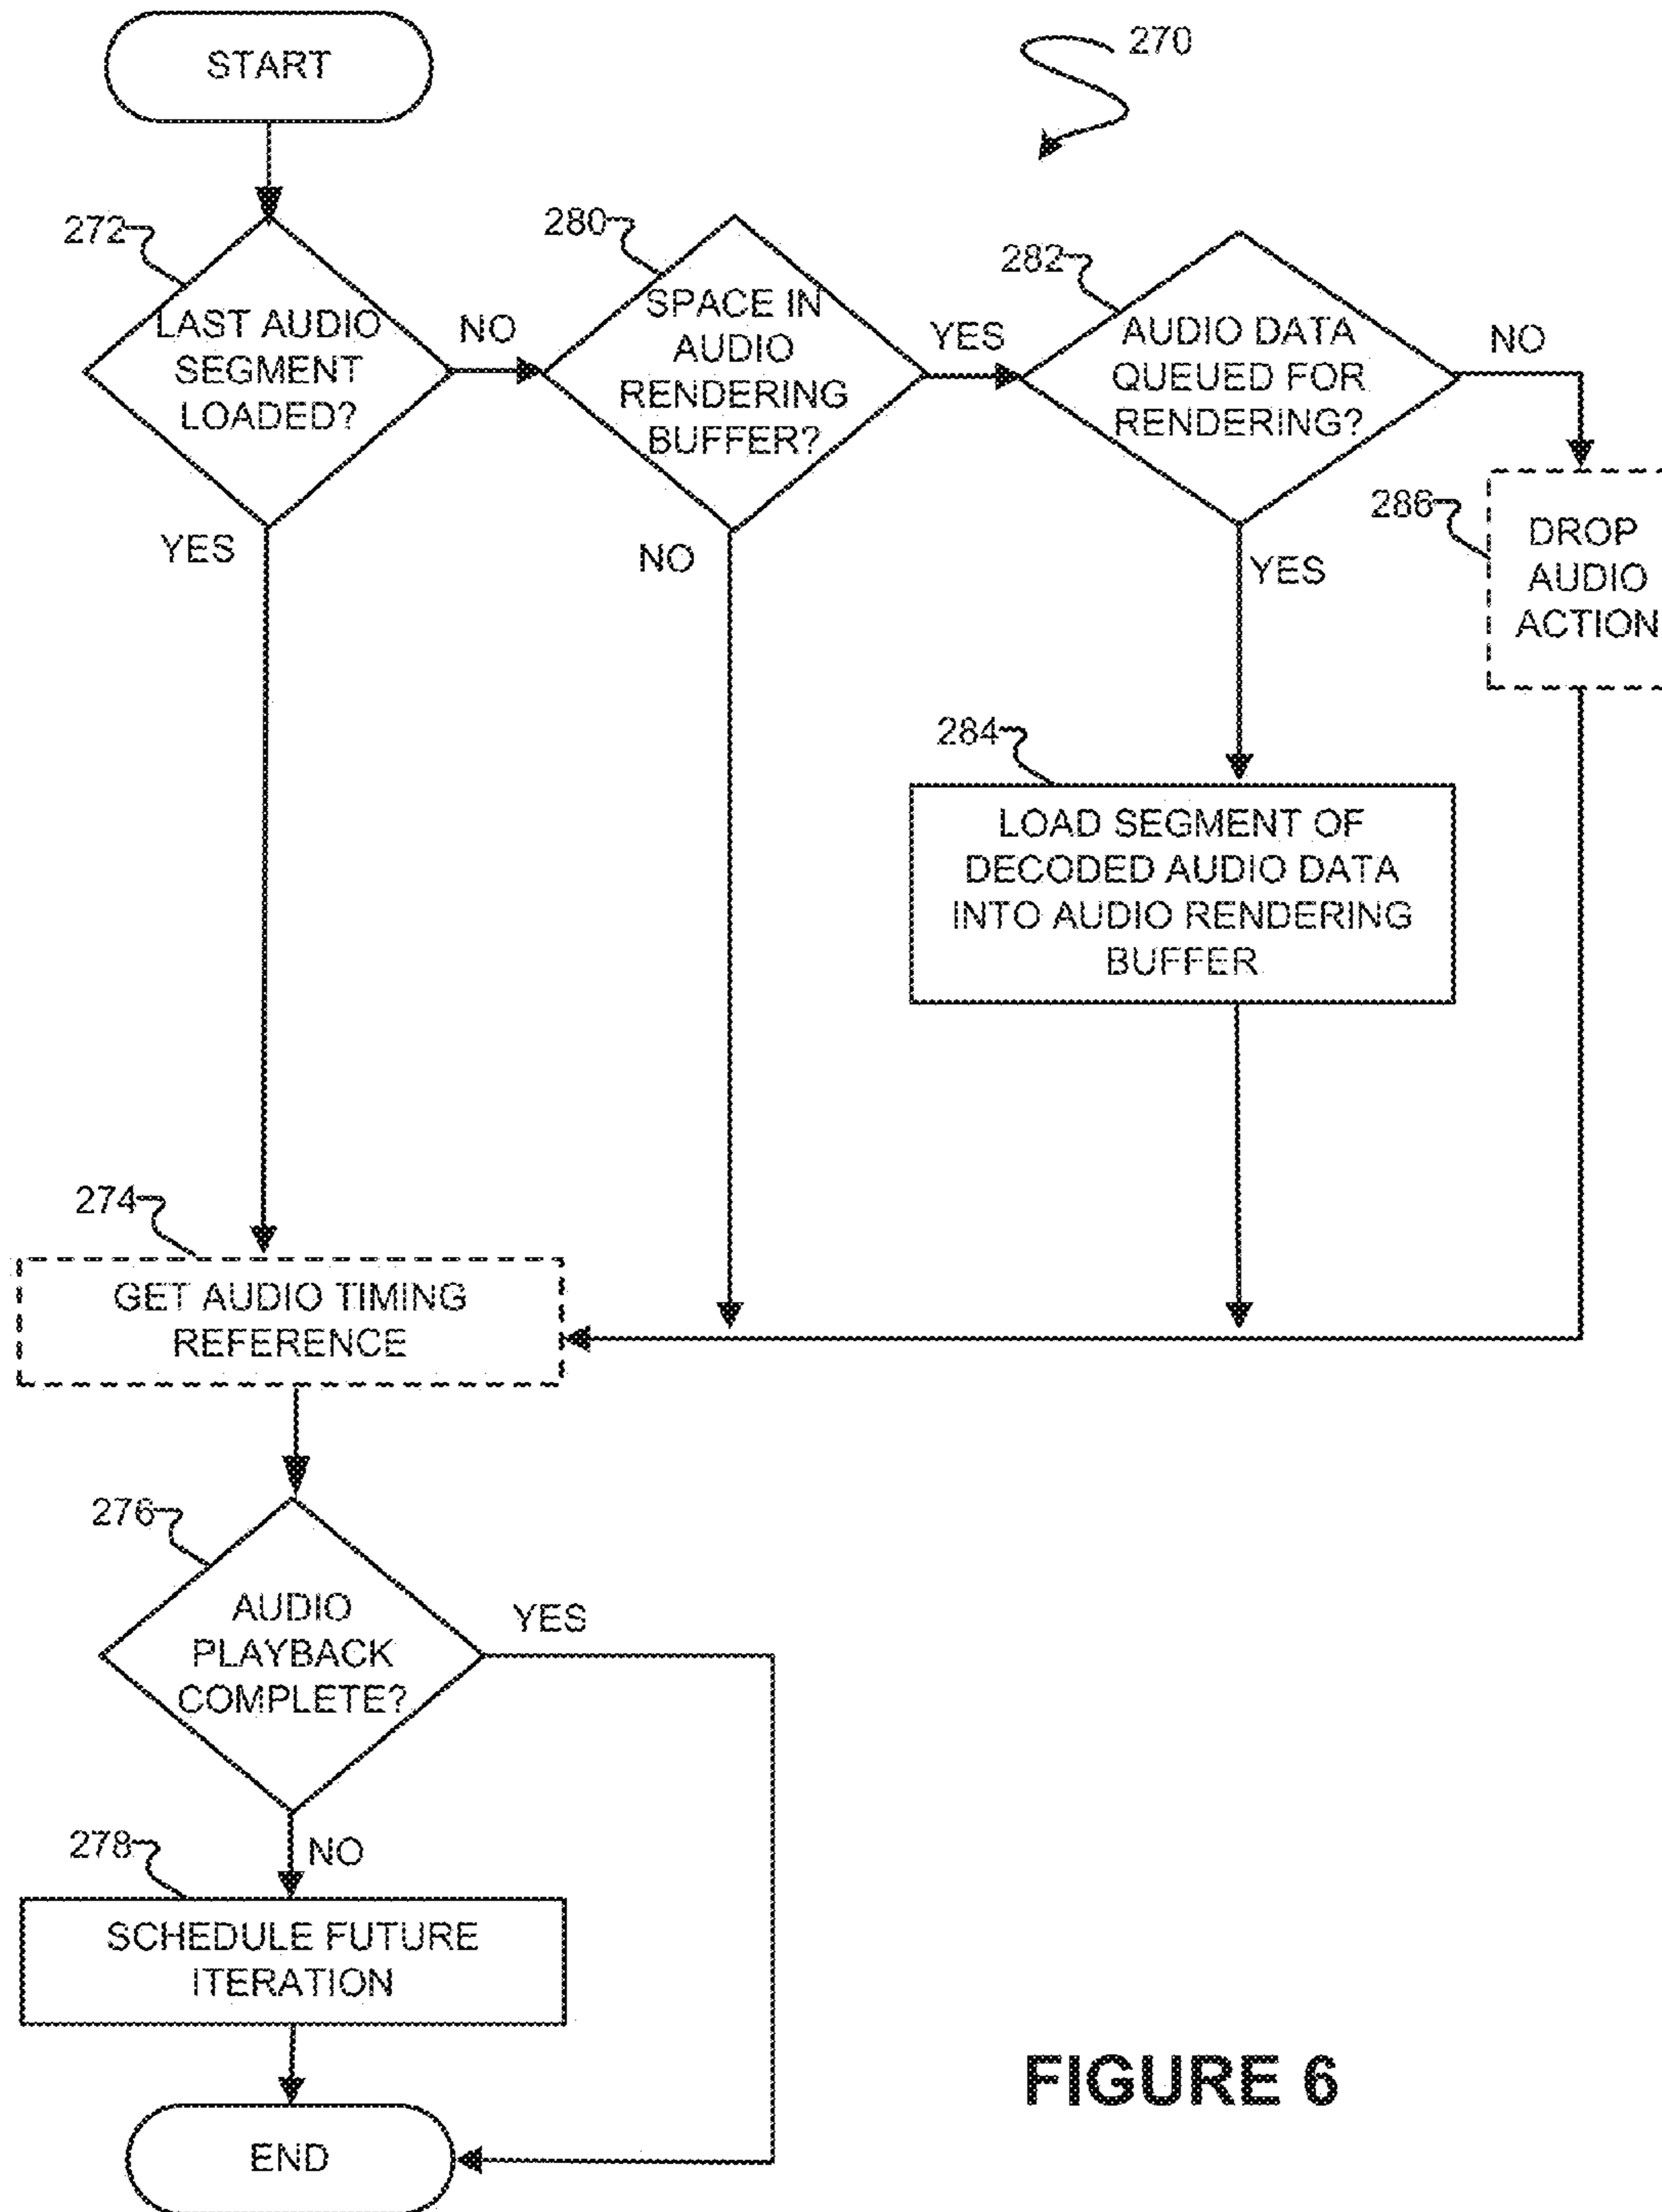 START
270
272
LAST AUDIO
SEGMENT
LOADED?
NO
YES
280
SPACE IN
AUDIO
RENDERING
BUFFER?
YES
NO
282
AUDIO DATA
QUEUED FOR
RENDERING?
NO
YES
286
DROP
AUDIO
ACTION
284
LOAD SEGMENT OF
DECODED AUDIO DATA
INTO AUDIO RENDERING
BUFFER
274
GET AUDIO TIMING
REFERENCE
276
AUDIO
PLAYBACK
COMPLETE?
YES
NO
278
SCHEDULE FUTURE
ITERATION
END
FIGURE 6